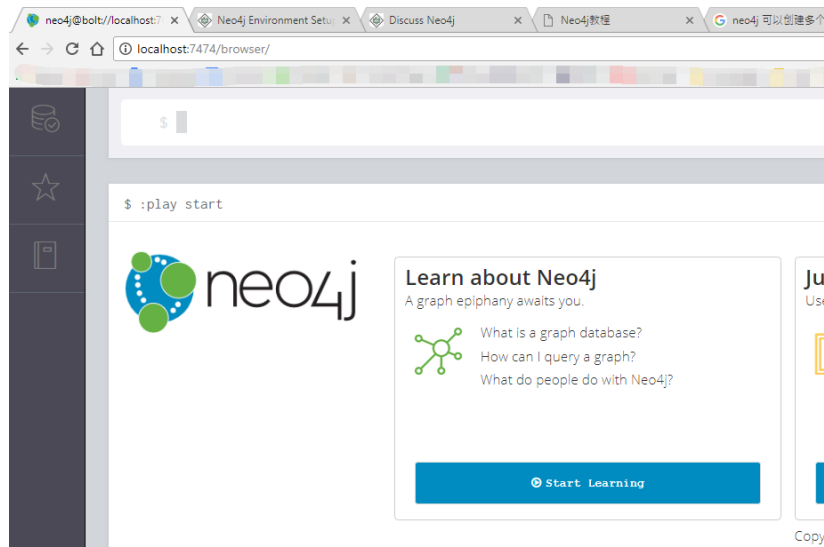 neo4j@bolt://localhost:7
Neo4j Environment Setu
Discuss Neo4j
Neo4j教程
neo4j 可以创建多个
localhost:7474/browser/
$
$ :play start
neo4j
Learn about Neo4j
A graph epiphany awaits you.
What is a graph database?
How can I query a graph?
What do people do with Neo4j?
Start Learning
Ju
Use
Copy